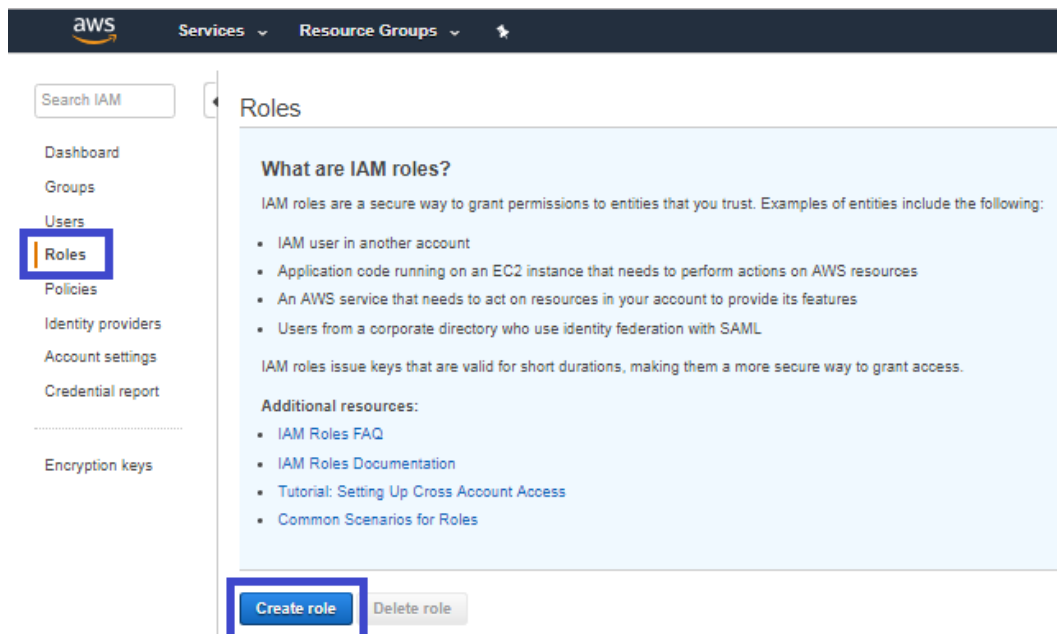 aws
Services
Resource Groups
Search IAM
Dashboard
Groups
Users
Roles
Policies
Identity providers
Account settings
Credential report
Encryption keys
Roles
What are IAM roles?
IAM roles are a secure way to grant permissions to entities that you trust. Examples of entities include the following:
IAM user in another account
Application code running on an EC2 instance that needs to perform actions on AWS resources
An AWS service that needs to act on resources in your account to provide its features
Users from a corporate directory who use identity federation with SAML
IAM roles issue keys that are valid for short durations, making them a more secure way to grant access.
Additional resources:
IAM Roles FAQ
IAM Roles Documentation
Tutorial: Setting Up Cross Account Access
Common Scenarios for Roles
Create role
Delete role